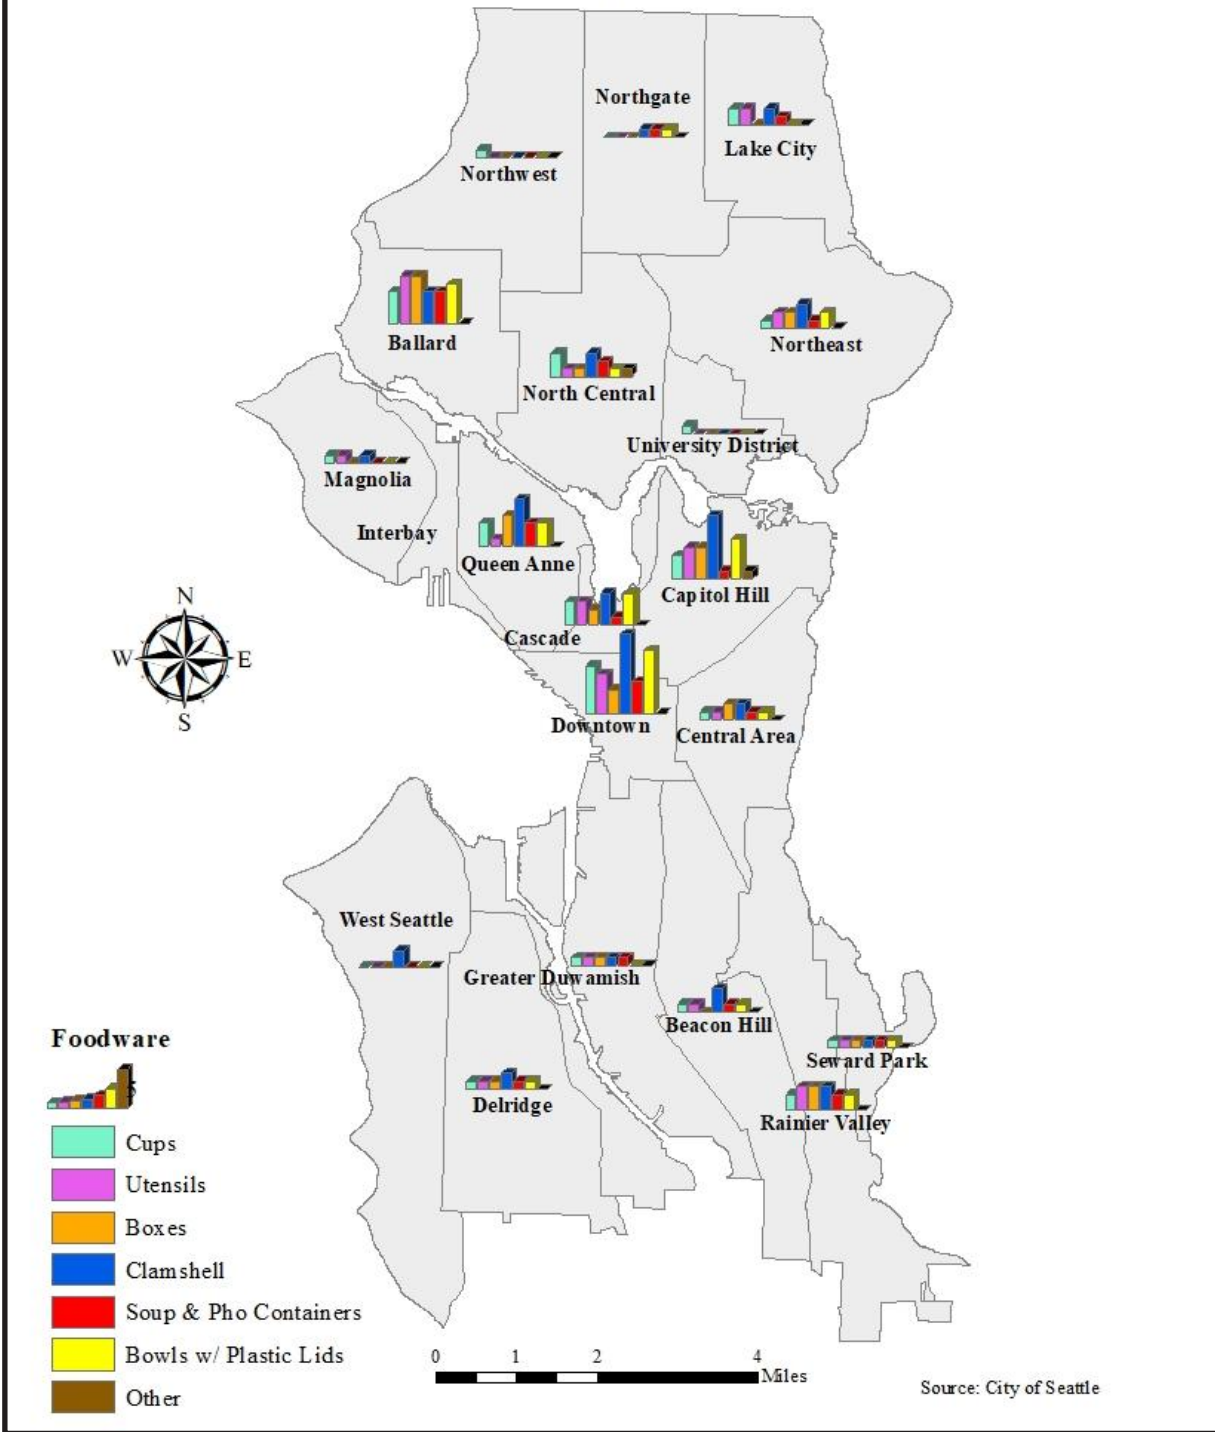 Northgate
Lake City
Northwest
Ballard
Northeast
North Central
University District
Magnolia
Interbay
Queen Anne
Capitol Hill
Cascade
Downtown
Central Area
N
W E
S
West Seattle
Greater Duwamish
Beacon Hill
Seward Park
Delridge
Rainier Valley
Foodware
Cups
Utensils
Boxes
Clamshell
Soup & Pho Containers
Bowls w/ Plastic Lids
Other
0 1 2 4
Miles
Source: City of Seattle